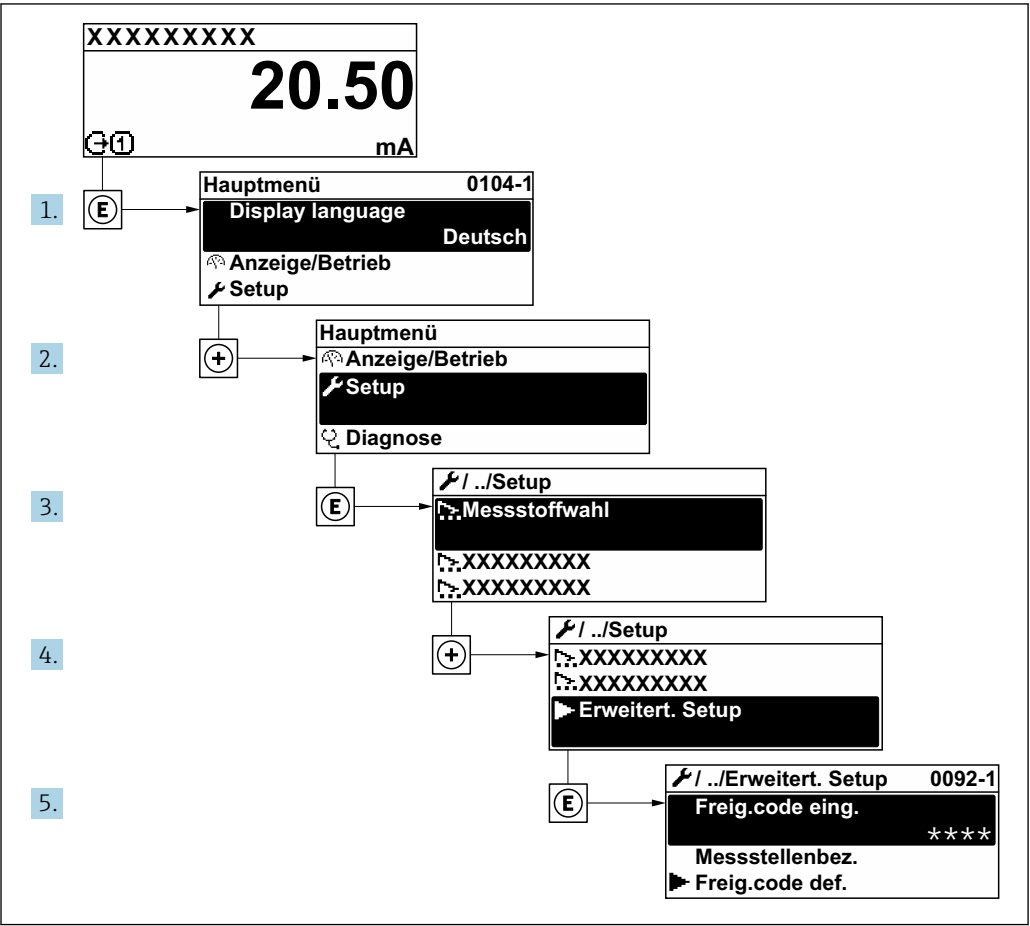 XXXXXXXXX
20.50
1 mA
1. E
Hauptmenü 0104-1
Display language
Deutsch
Anzeige/Betrieb
Setup
2. +
Hauptmenü
Anzeige/Betrieb
Setup
Diagnose
3. E
/ ../Setup
Messstoffwahl
XXXXXXXXX
XXXXXXXXX
4. +
/ ../Setup
XXXXXXXXX
XXXXXXXXX
Erweitert. Setup
5. E
/ ../Erweitert. Setup 0092-1
Freig.code eing.
****
Messstellenbez.
Freig.code def.